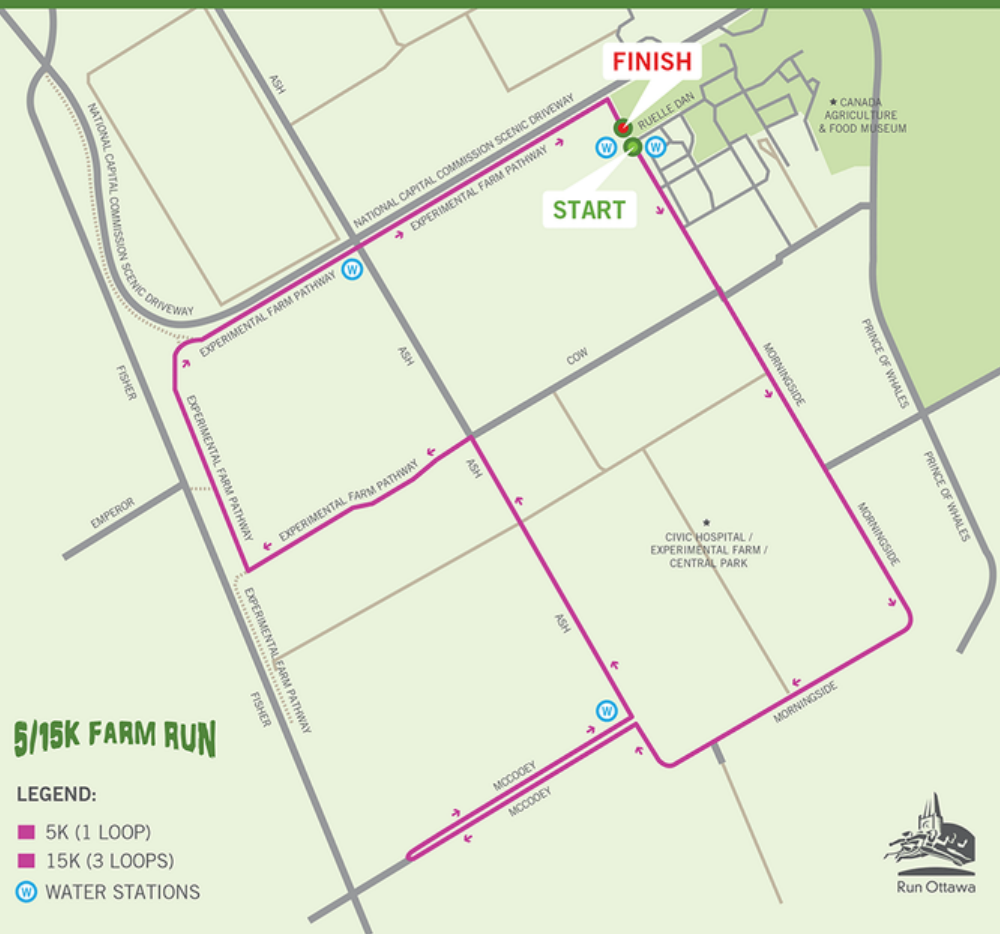 FINISH
RUELLE DAN
★ CANADA
AGRICULTURE
& FOOD MUSEUM
ASH
NATIONAL CAPITAL COMMISSION SCENIC DRIVEWAY
NATIONAL CAPITAL COMMISSION SCENIC DRIVEWAY
EXPERIMENTAL FARM PATHWAY
W
W
START
W
EXPERIMENTAL FARM PATHWAY
ASH
COW
FISHER
MORNINGSIDE
PRINCE OF WHALES
EXPERIMENTAL FARM PATHWAY
EXPERIMENTAL FARM PATHWAY
ASH
PRINCE OF WHALES
EMPEROR
MORNINGSIDE
★
CIVIC HOSPITAL /
EXPERIMENTAL FARM /
CENTRAL PARK
EXPERIMENTAL FARM PATHWAY
ASH
FISHER
MORNINGSIDE
W
MCCOOEY
MCCOOEY
5/15K FARM RUN
LEGEND:
5K (1 LOOP)
15K (3 LOOPS)
W WATER STATIONS
Run Ottawa